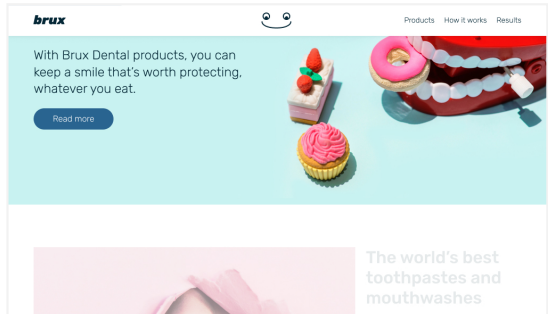 brux
Products How it works Results
With Brux Dental products, you can
keep a smile that's worth protecting,
whatever you eat.
Read more
The world's best
toothpastes and
mouthwashes